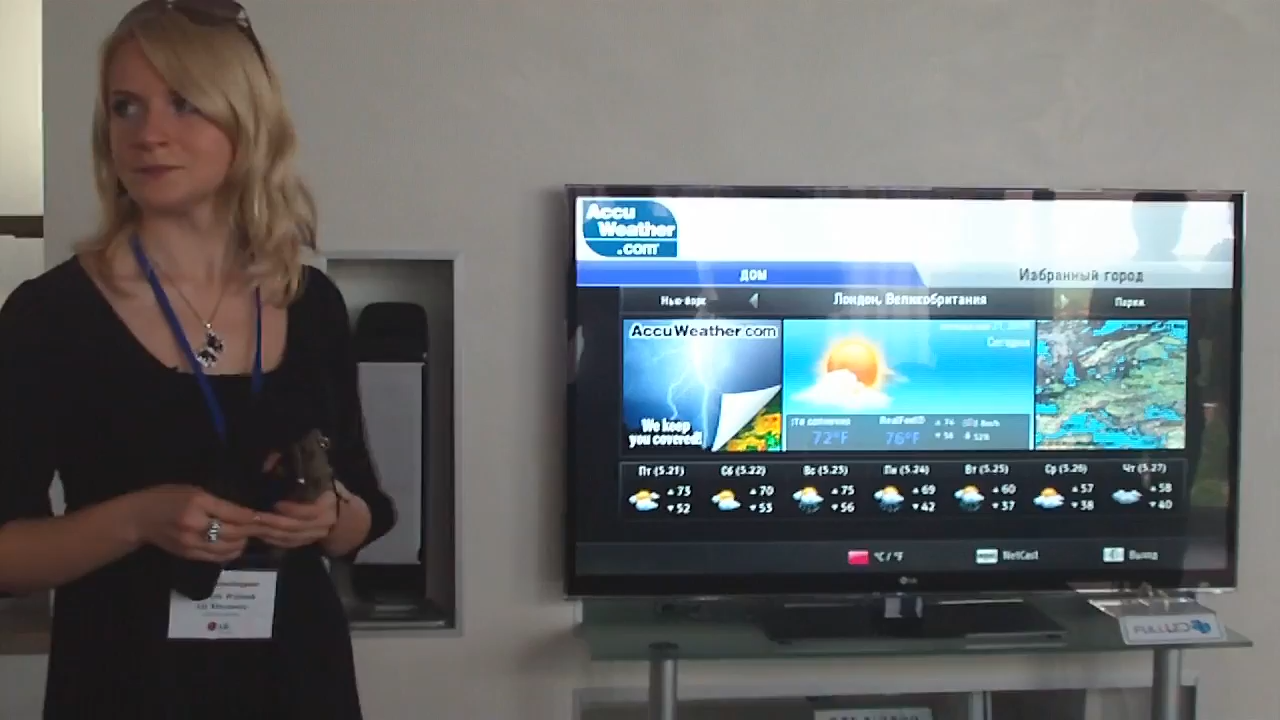 Accu
Weather
.com
ДОМ
Избранный город
Нью-Йорк
Лондон, Великобритания
Париж
AccuWeather.com
We keep
you covered!
Сегодня
RealFeel®
72°F
76°F
Пт (5.21)
Сб (5.22)
Вс (5.23)
Пн (5.24)
Вт (5.25)
Ср (5.26)
Чт (5.27)
73
70
75
69
60
57
58
52
53
56
42
37
38
40
°C / °F
NetCast
Выход
LG
LG
FULL LED